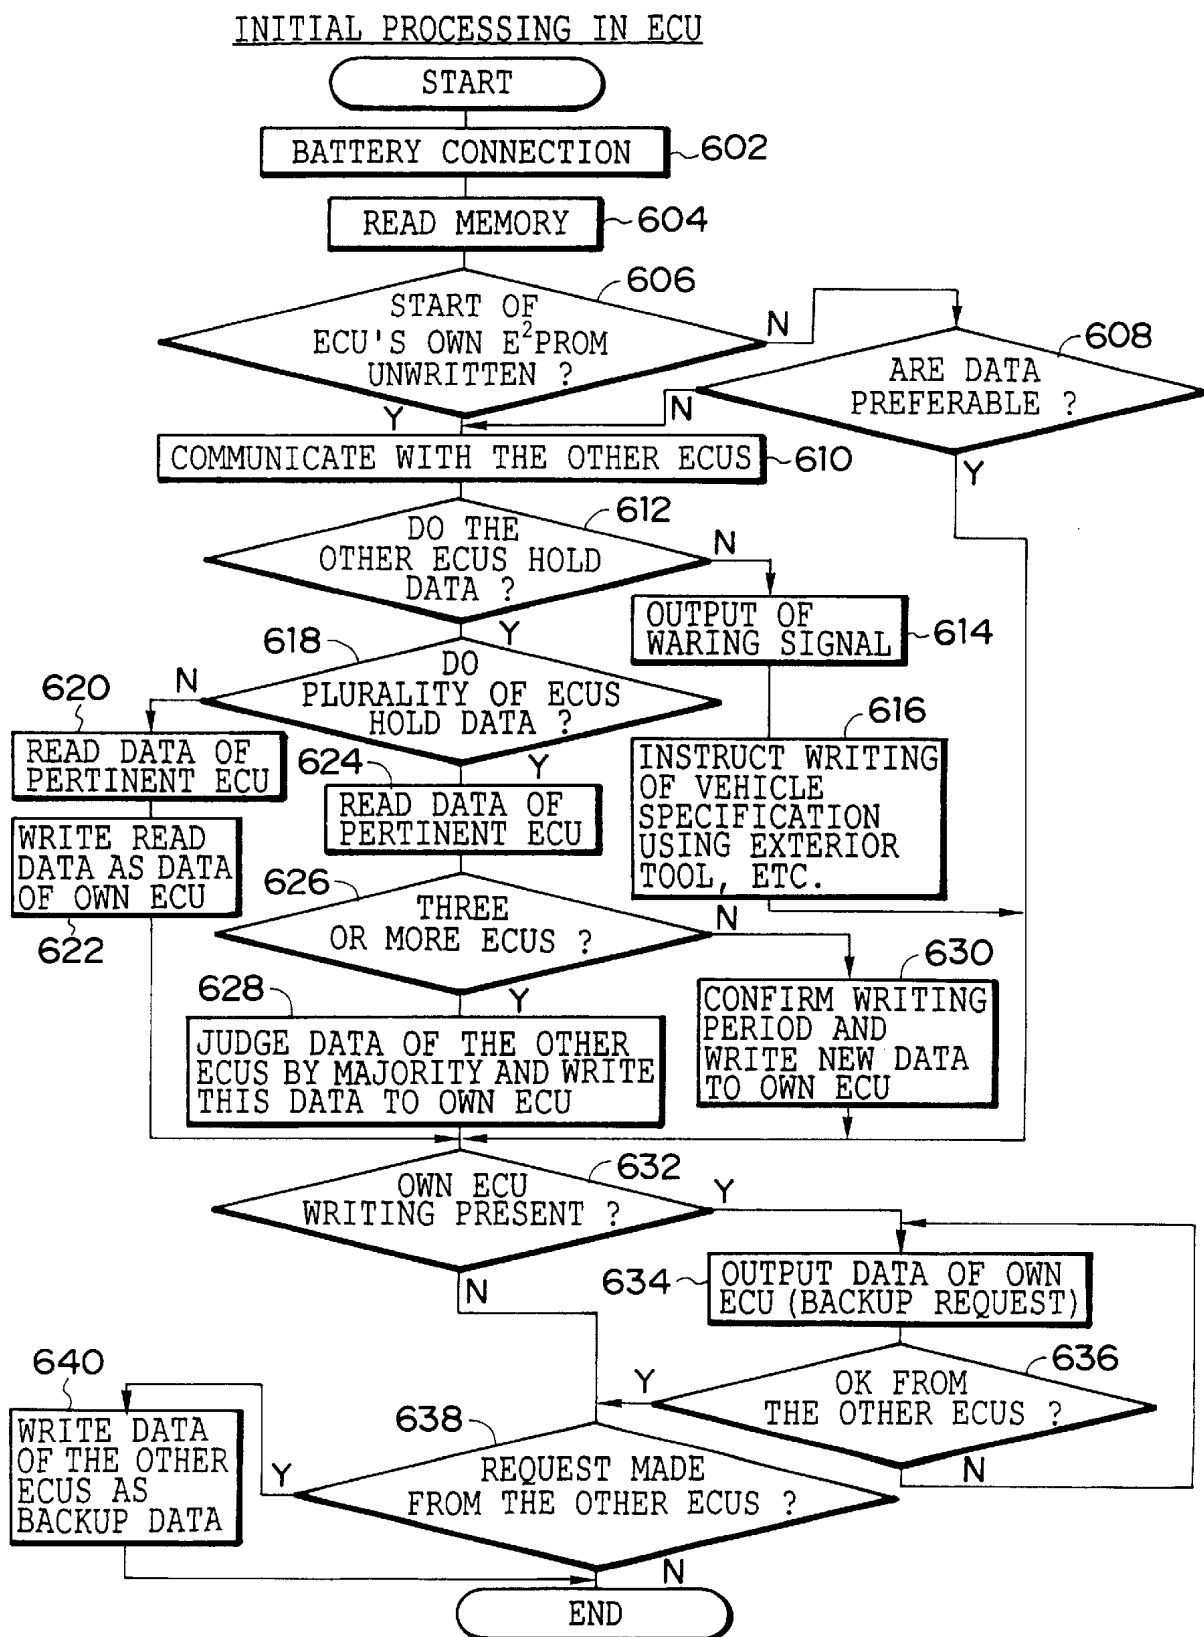 INITIAL PROCESSING IN ECU
START
BATTERY CONNECTION
602
READ MEMORY
604
606
START OF
ECU'S OWN E²PROM
UNWRITTEN ?
N
Y
608
ARE DATA
PREFERABLE ?
N
Y
COMMUNICATE WITH THE OTHER ECUS
610
612
DO THE
OTHER ECUS HOLD
DATA ?
N
Y
OUTPUT OF
WARING SIGNAL
614
618
DO
PLURALITY OF ECUS
HOLD DATA ?
N
Y
616
INSTRUCT WRITING
OF VEHICLE
SPECIFICATION
USING EXTERIOR
TOOL, ETC.
620
READ DATA OF
PERTINENT ECU
624
READ DATA OF
PERTINENT ECU
WRITE READ
DATA AS DATA
OF OWN ECU
622
626
THREE
OR MORE ECUS ?
N
Y
630
CONFIRM WRITING
PERIOD AND
WRITE NEW DATA
TO OWN ECU
628
JUDGE DATA OF THE OTHER
ECUS BY MAJORITY AND WRITE
THIS DATA TO OWN ECU
632
OWN ECU
WRITING PRESENT ?
Y
N
634
OUTPUT DATA OF OWN
ECU (BACKUP REQUEST)
636
OK FROM
THE OTHER ECUS ?
Y
N
638
REQUEST MADE
FROM THE OTHER ECUS ?
Y
N
640
WRITE DATA
OF THE OTHER
ECUS AS
BACKUP DATA
END